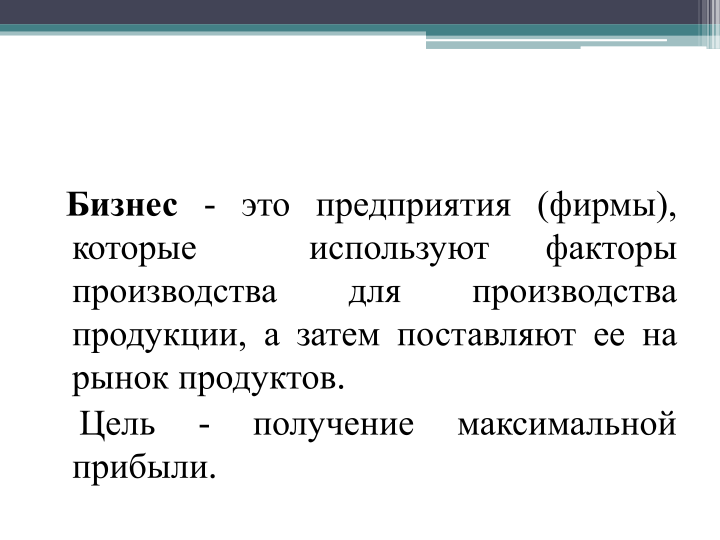 Бизнес - это предприятия (фирмы),
которые используют факторы
производства для производства
продукции, а затем поставляют ее на
рынок продуктов.
Цель - получение максимальной
прибыли.